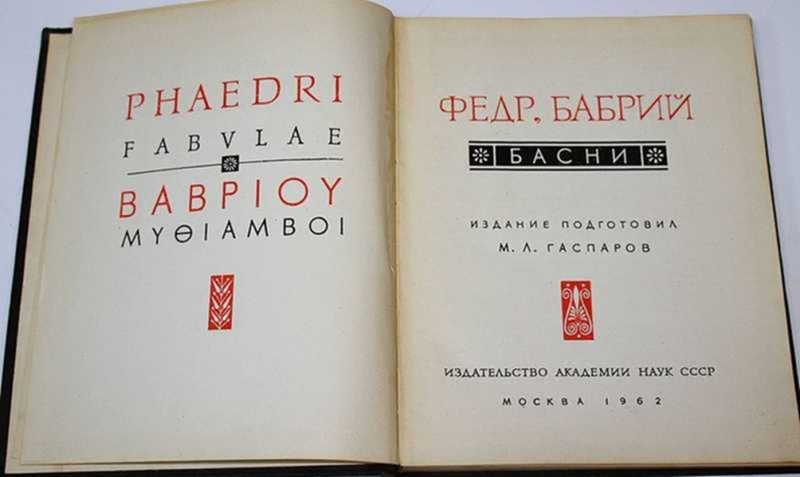 PHAEDRI
FABVLAE
ΒΑΒΡΙΟΥ
ΜΥΘΙΑΜΒΟΙ
ФЕДР, БАБРИЙ
БАСНИ
ИЗДАНИЕ ПОДГОТОВИЛ
М. Л. ГАСПАРОВ
ИЗДАТЕЛЬСТВО АКАДЕМИИ НАУК СССР
МОСКВА 1962